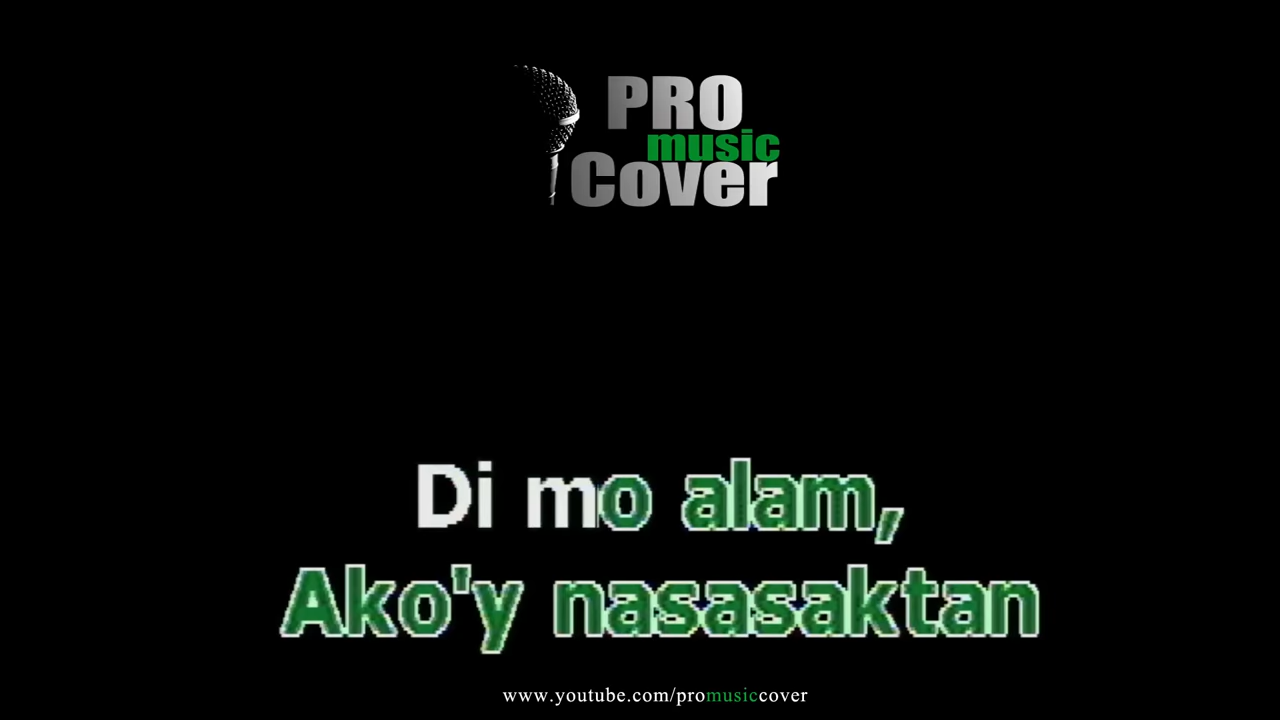 PRO
music
Cover
Di mo alam,
Ako'y nasasaktan
www.youtube.com/promusiccover